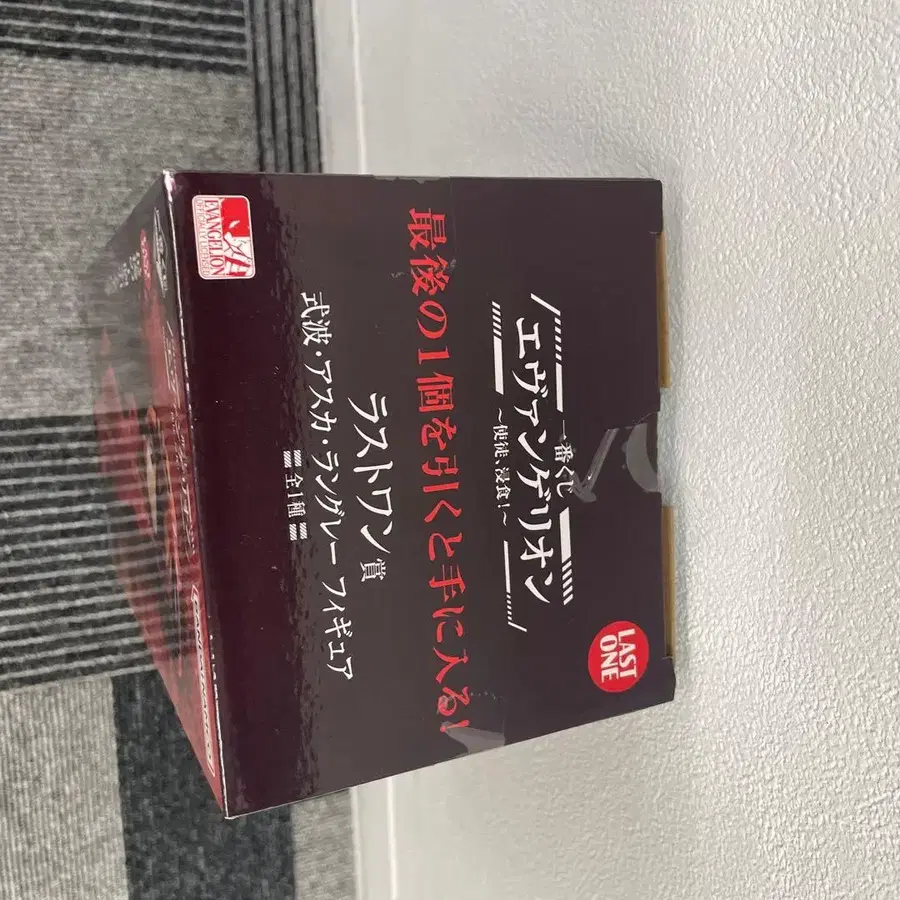 一番くじ
エヴァンゲリオン
～使徒、浸食！～
LAST
ONE
最後の1個を引くと手に入る！
ラストワン賞
式波・アスカ・ラングレー フィギュア
全1種
EVANGELION